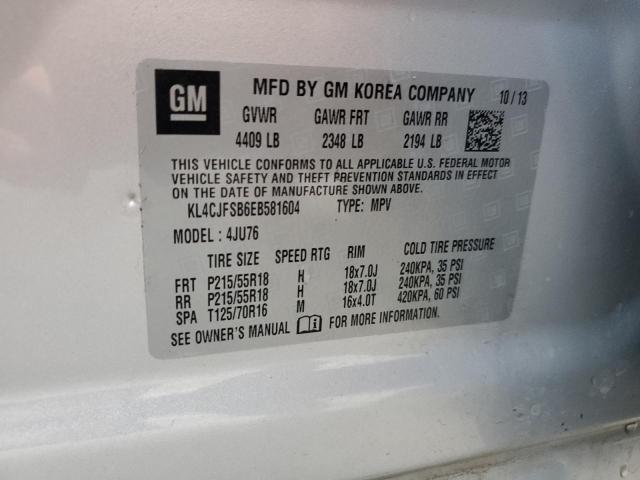 GM
MFD BY GM KOREA COMPANY 10/13
GVWR GAWR FRT GAWR RR
4409 LB 2348 LB 2194 LB
THIS VEHICLE CONFORMS TO ALL APPLICABLE U.S. FEDERAL MOTOR
VEHICLE SAFETY AND THEFT PREVENTION STANDARDS IN EFFECT ON
THE DATE OF MANUFACTURE SHOWN ABOVE.
KL4CJFSB6EB581604 TYPE: MPV
MODEL : 4JU76
TIRE SIZE SPEED RTG RIM COLD TIRE PRESSURE
FRT P215/55R18 H 18x7.0J 240KPA, 35 PSI
RR P215/55R18 H 18x7.0J 240KPA, 35 PSI
SPA T125/70R16 M 16x4.0T 420KPA, 60 PSI
SEE OWNER'S MANUAL FOR MORE INFORMATION.